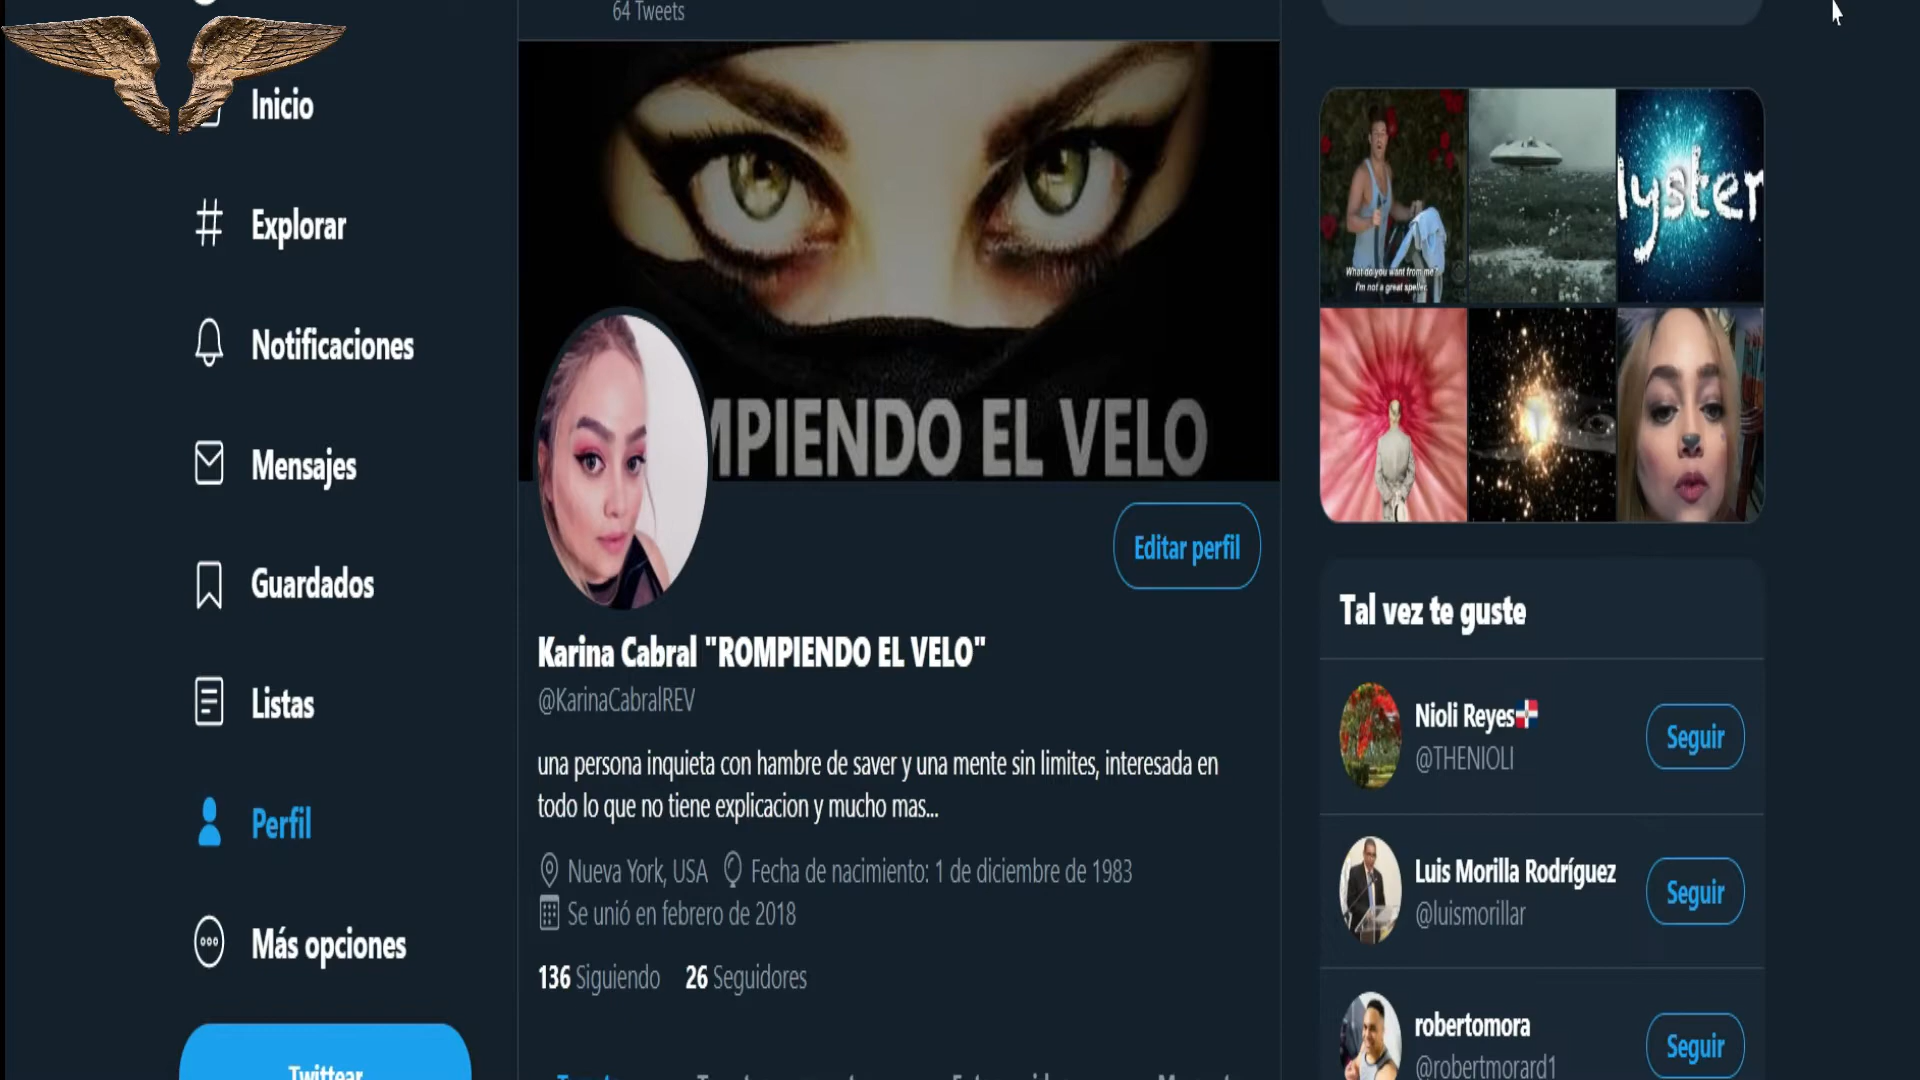 64 Tweets
Inicio
Explorar
Notificaciones
Mensajes
Guardados
Listas
Perfil
Más opciones
Twittear
MPIENDO EL VELO
Editar perfil
Karina Cabral "ROMPIENDO EL VELO"
@KarinaCabralREV
una persona inquieta con hambre de saver y una mente sin limites, interesada en
todo lo que no tiene explicacion y mucho mas...
Nueva York, USA Fecha de nacimiento: 1 de diciembre de 1983
Se unió en febrero de 2018
136 Siguiendo 26 Seguidores
What do you want from me?
I'm not a great speller.
lyster
Tal vez te guste
Nioli Reyes
@THENIOLI
Seguir
Luis Morilla Rodríguez
@luismorillar
Seguir
robertomora
@robertmorard1
Seguir